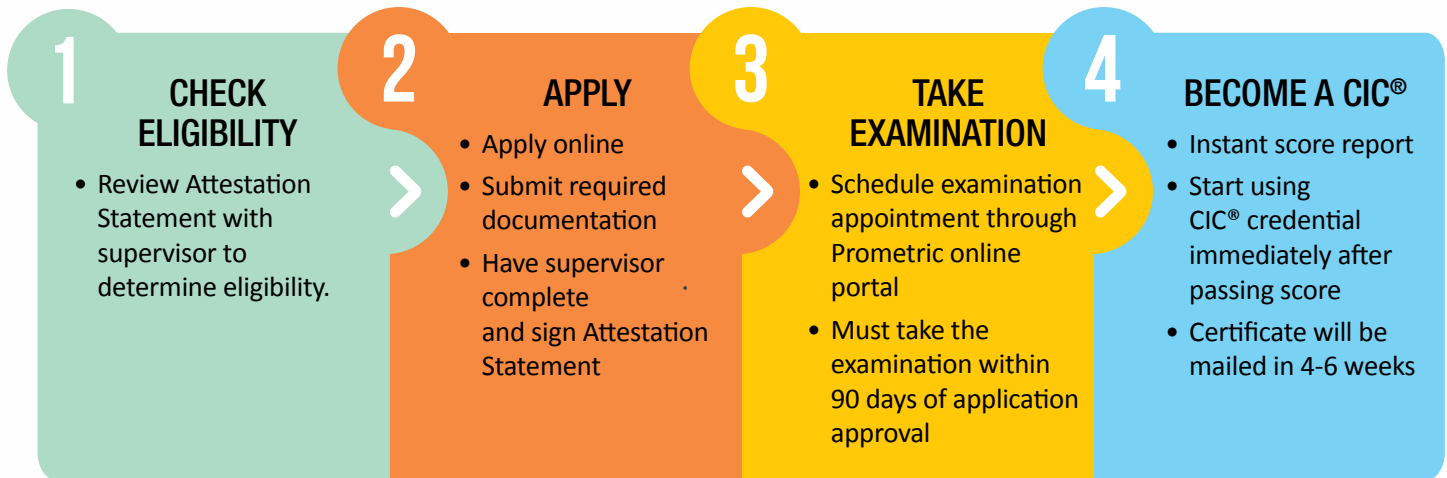 1
CHECK
ELIGIBILITY
• Review Attestation
Statement with
supervisor to
determine eligibility.
2
APPLY
• Apply online
• Submit required
documentation
• Have supervisor
complete
and sign Attestation
Statement
3
TAKE
EXAMINATION
• Schedule examination
appointment through
Prometric online
portal
• Must take the
examination within
90 days of application
approval
4
BECOME A CIC®
• Instant score report
• Start using
CIC® credential
immediately after
passing score
• Certificate will be
mailed in 4-6 weeks